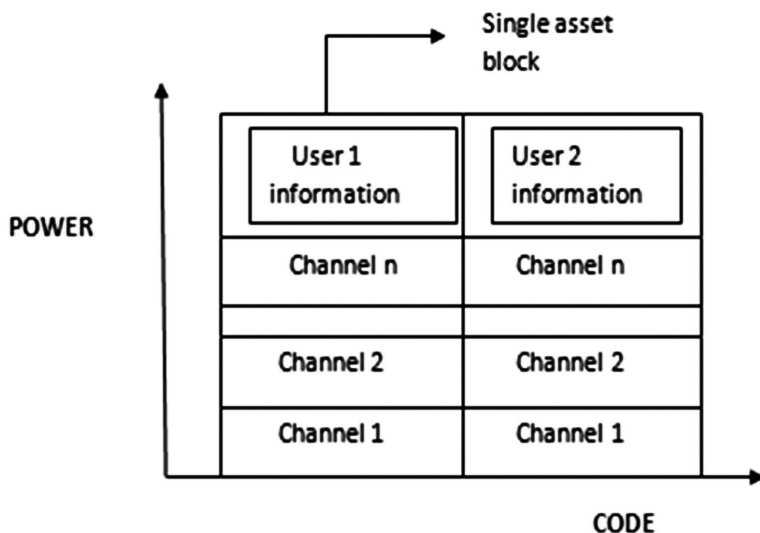 Single asset
block
User 1
information
User 2
information
POWER
Channel n
Channel n
Channel 2
Channel 2
Channel 1
Channel 1
CODE